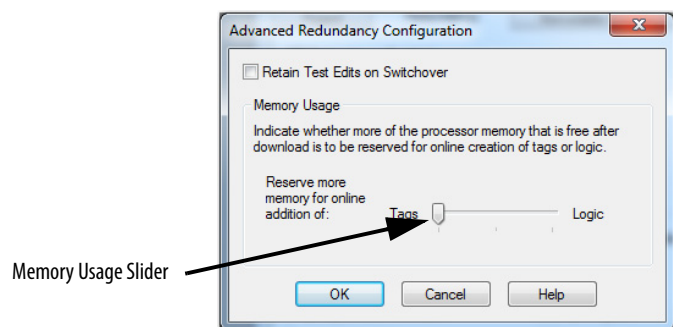 Advanced Redundancy Configuration
Retain Test Edits on Switchover
Memory Usage
Indicate whether more of the processor memory that is free after
download is to be reserved for online creation of tags or logic.
Reserve more
memory for online
addition of:
Tags
Logic
Memory Usage Slider
OK
Cancel
Help